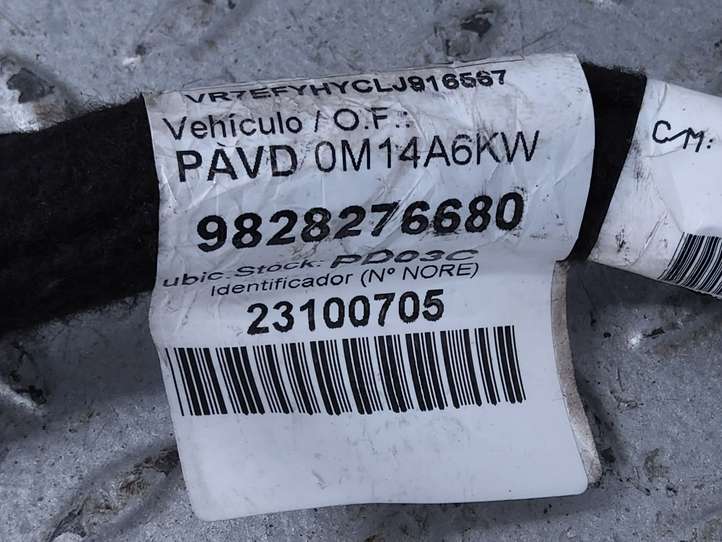 VR7EFYHYCLJ916567
Vehículo / O.F.:
PAVD 0M14A6KW
9828276680
ubic.Stock: PD03C
Identificador (Nº NORE)
23100705
C/M: